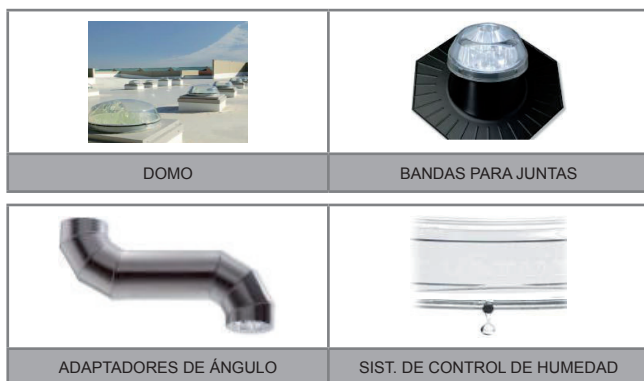 DOMO
BANDAS PARA JUNTAS
ADAPTADORES DE ÁNGULO
SIST. DE CONTROL DE HUMEDAD